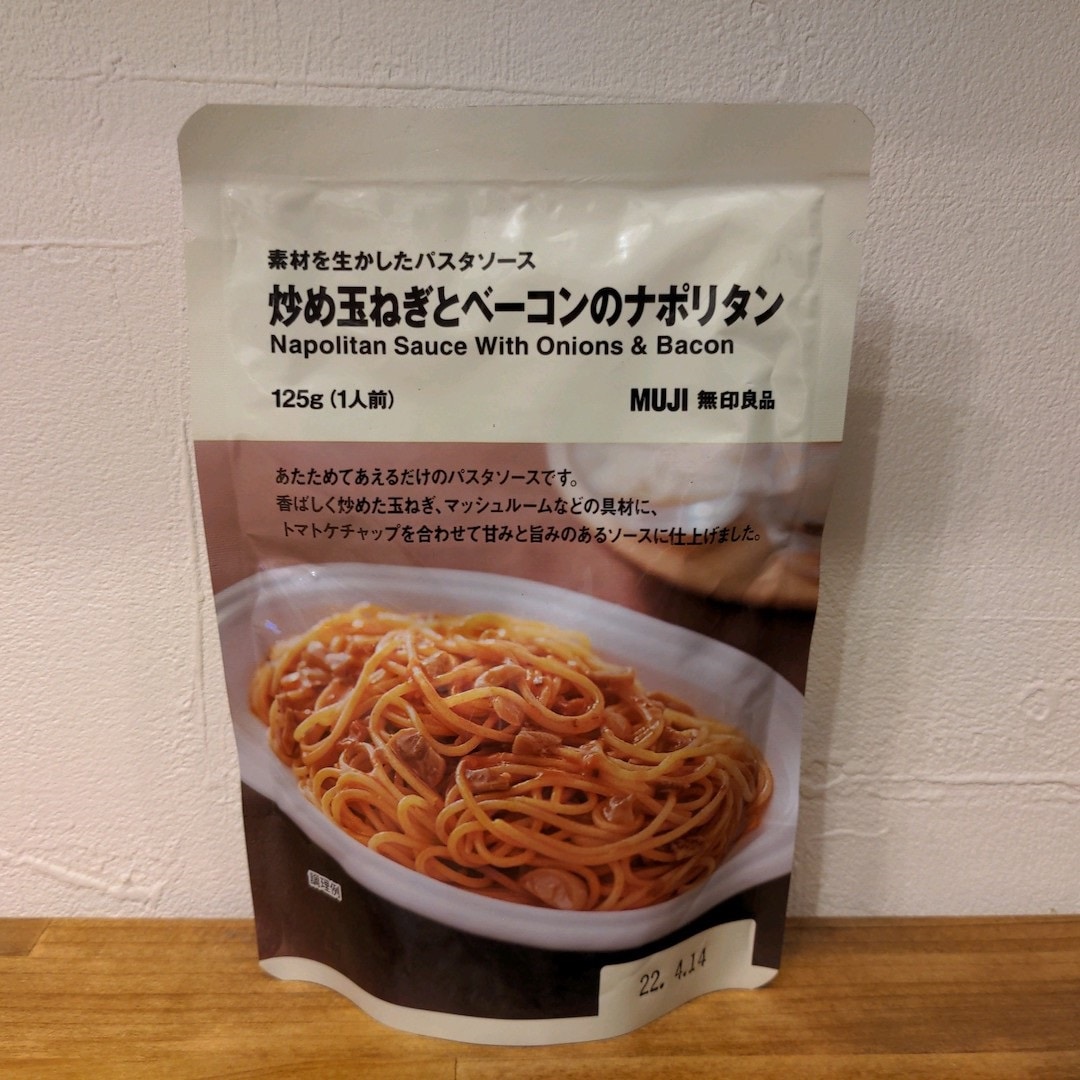 素材を生かしたパスタソース
炒め玉ねぎとベーコンのナポリタン
Napolitan Sauce With Onions & Bacon
125g（1人前）
MUJI 無印良品
あたためてあえるだけのパスタソースです。
香ばしく炒めた玉ねぎ、マッシュルームなどの具材に、
トマトケチャップを合わせて甘みと旨みのあるソースに仕上げました。
調理例
22. 4.14